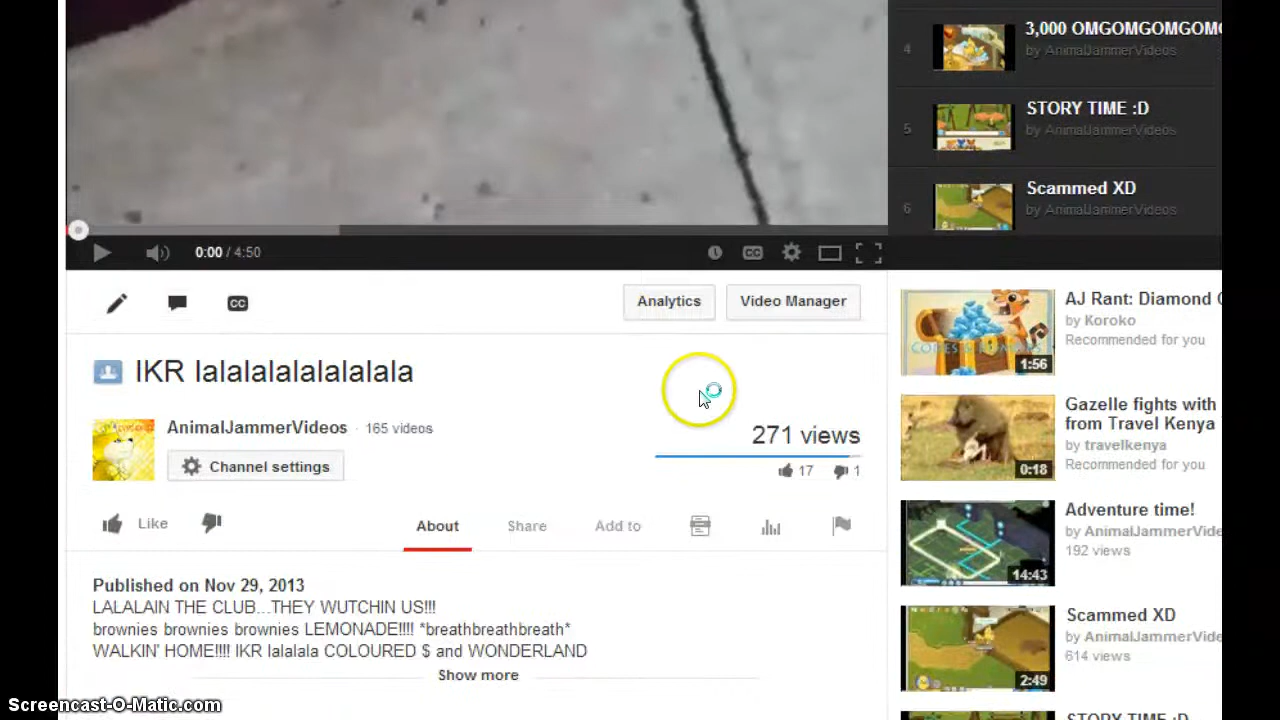 4
3,000 OMGOMGOMGOMG
by AnimalJammerVideos
5
STORY TIME :D
by AnimalJammerVideos
6
Scammed XD
by AnimalJammerVideos
0:00 / 4:50
CC
CC
Analytics
Video Manager
IKR lalalalalalalalala
AnimalJammerVideos · 165 videos
Channel settings
271 views
17 1
Like
About
Share
Add to
Published on Nov 29, 2013
LALALAIN THE CLUB...THEY WUTCHIN US!!!
brownies brownies brownies LEMONADE!!!! *breathbreathbreath*
WALKIN' HOME!!!! IKR lalalala COLOURED $ and WONDERLAND
Show more
AJ Rant: Diamond
by Koroko
Recommended for you
1:56
Gazelle fights with
from Travel Kenya
by travelkenya
Recommended for you
0:18
Adventure time!
by AnimalJammerVide
192 views
14:43
Scammed XD
by AnimalJammerVide
614 views
2:49
STORY TIME :D
Screencast-O-Matic.com